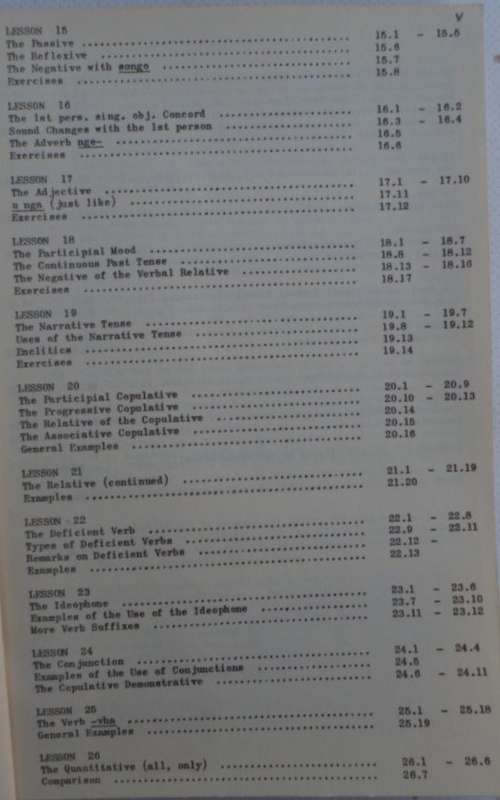 v
LESSON 15
The Passive ........ 15.1 - 15.5
The Reflexive ........ 15.6
The Negative with songo ........ 15.7
Exercises ........ 15.8
LESSON 16
The 1st pers. sing. obj. Concord ........ 16.1 - 16.2
Sound Changes with the 1st person ........ 16.3 - 16.4
The Adverb nge- ........ 16.5
Exercises ........ 16.6
LESSON 17
The Adjective ........ 17.1 - 17.10
u nga (just like) ........ 17.11
Exercises ........ 17.12
LESSON 18
The Participial Mood ........ 18.1 - 18.7
The Continuous Past Tense ........ 18.8 - 18.12
The Negative of the Verbal Relative ........ 18.13 - 18.16
Exercises ........ 18.17
LESSON 19
The Narrative Tense ........ 19.1 - 19.7
Uses of the Narrative Tense ........ 19.8 - 19.12
Enclitics ........ 19.13
Exercises ........ 19.14
LESSON 20
The Participial Copulative ........ 20.1 - 20.9
The Progressive Copulative ........ 20.10 - 20.13
The Relative of the Copulative ........ 20.14
The Associative Copulative ........ 20.15
General Examples ........ 20.16
LESSON 21
The Relative (continued) ........ 21.1 - 21.19
Examples ........ 21.20
LESSON 22
The Deficient Verb ........ 22.1 - 22.8
Types of Deficient Verbs ........ 22.9 - 22.11
Remarks on Deficient Verbs ........ 22.12 -
Examples ........ 22.13
LESSON 23
The Ideophone ........ 23.1 - 23.6
Examples of the Use of the Ideophone ........ 23.7 - 23.10
More Verb Suffixes ........ 23.11 - 23.12
LESSON 24
The Conjunction ........ 24.1 - 24.4
Examples of the Use of Conjunctions ........ 24.5
The Copulative Demonstrative ........ 24.6 - 24.11
LESSON 25
The Verb -vha ........ 25.1 - 25.18
General Examples ........ 25.19
LESSON 26
The Quantitative (all, only) ........ 26.1 - 26.6
Comparison ........ 26.7